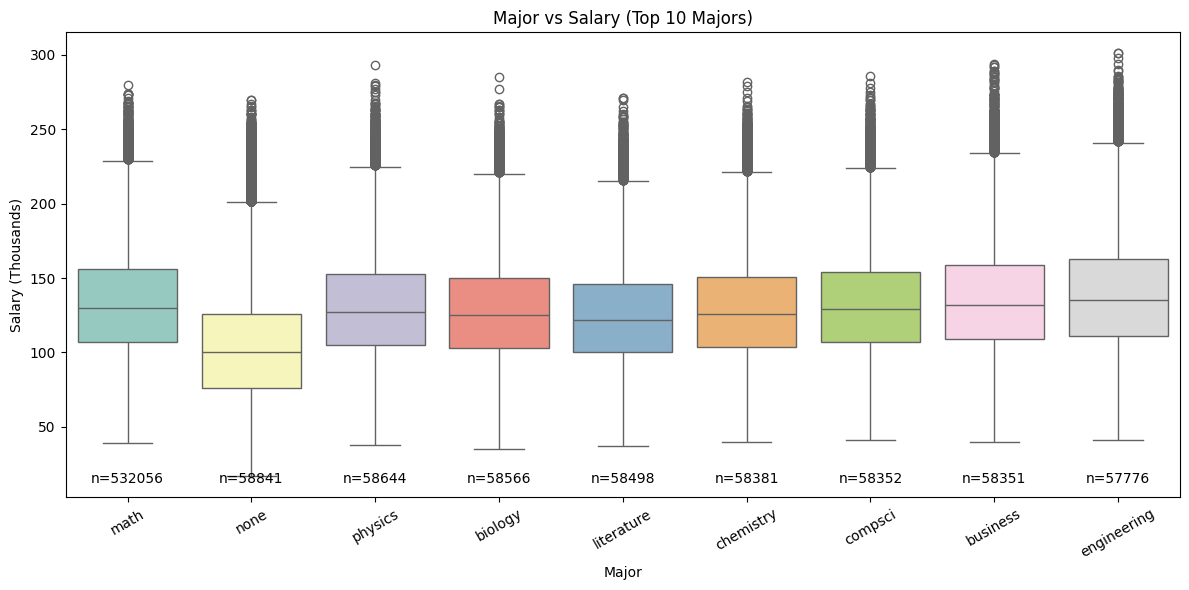 Major vs Salary (Top 10 Majors)
Salary (Thousands)
300
250
200
150
100
50
n=532056 n=58841 n=58644 n=58566 n=58498 n=58381 n=58352 n=58351 n=57776
math none physics biology literature chemistry compsci business engineering
Major